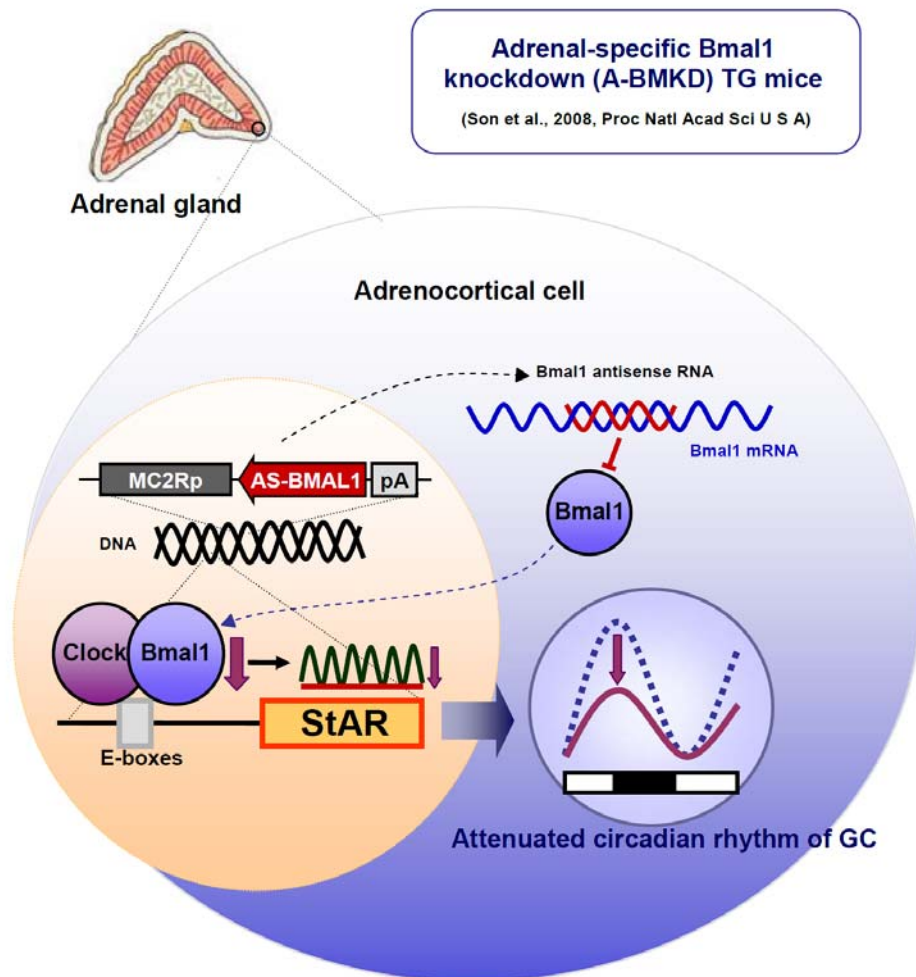 Adrenal-specific Bmal1
knockdown (A-BMKD) TG mice
(Son et al., 2008, Proc Natl Acad Sci U S A)
Adrenal gland
Adrenocortical cell
Bmal1 antisense RNA
Bmal1 mRNA
MC2Rp
AS-BMAL1
pA
Bmal1
DNA
Clock
Bmal1
StAR
E-boxes
Attenuated circadian rhythm of GC